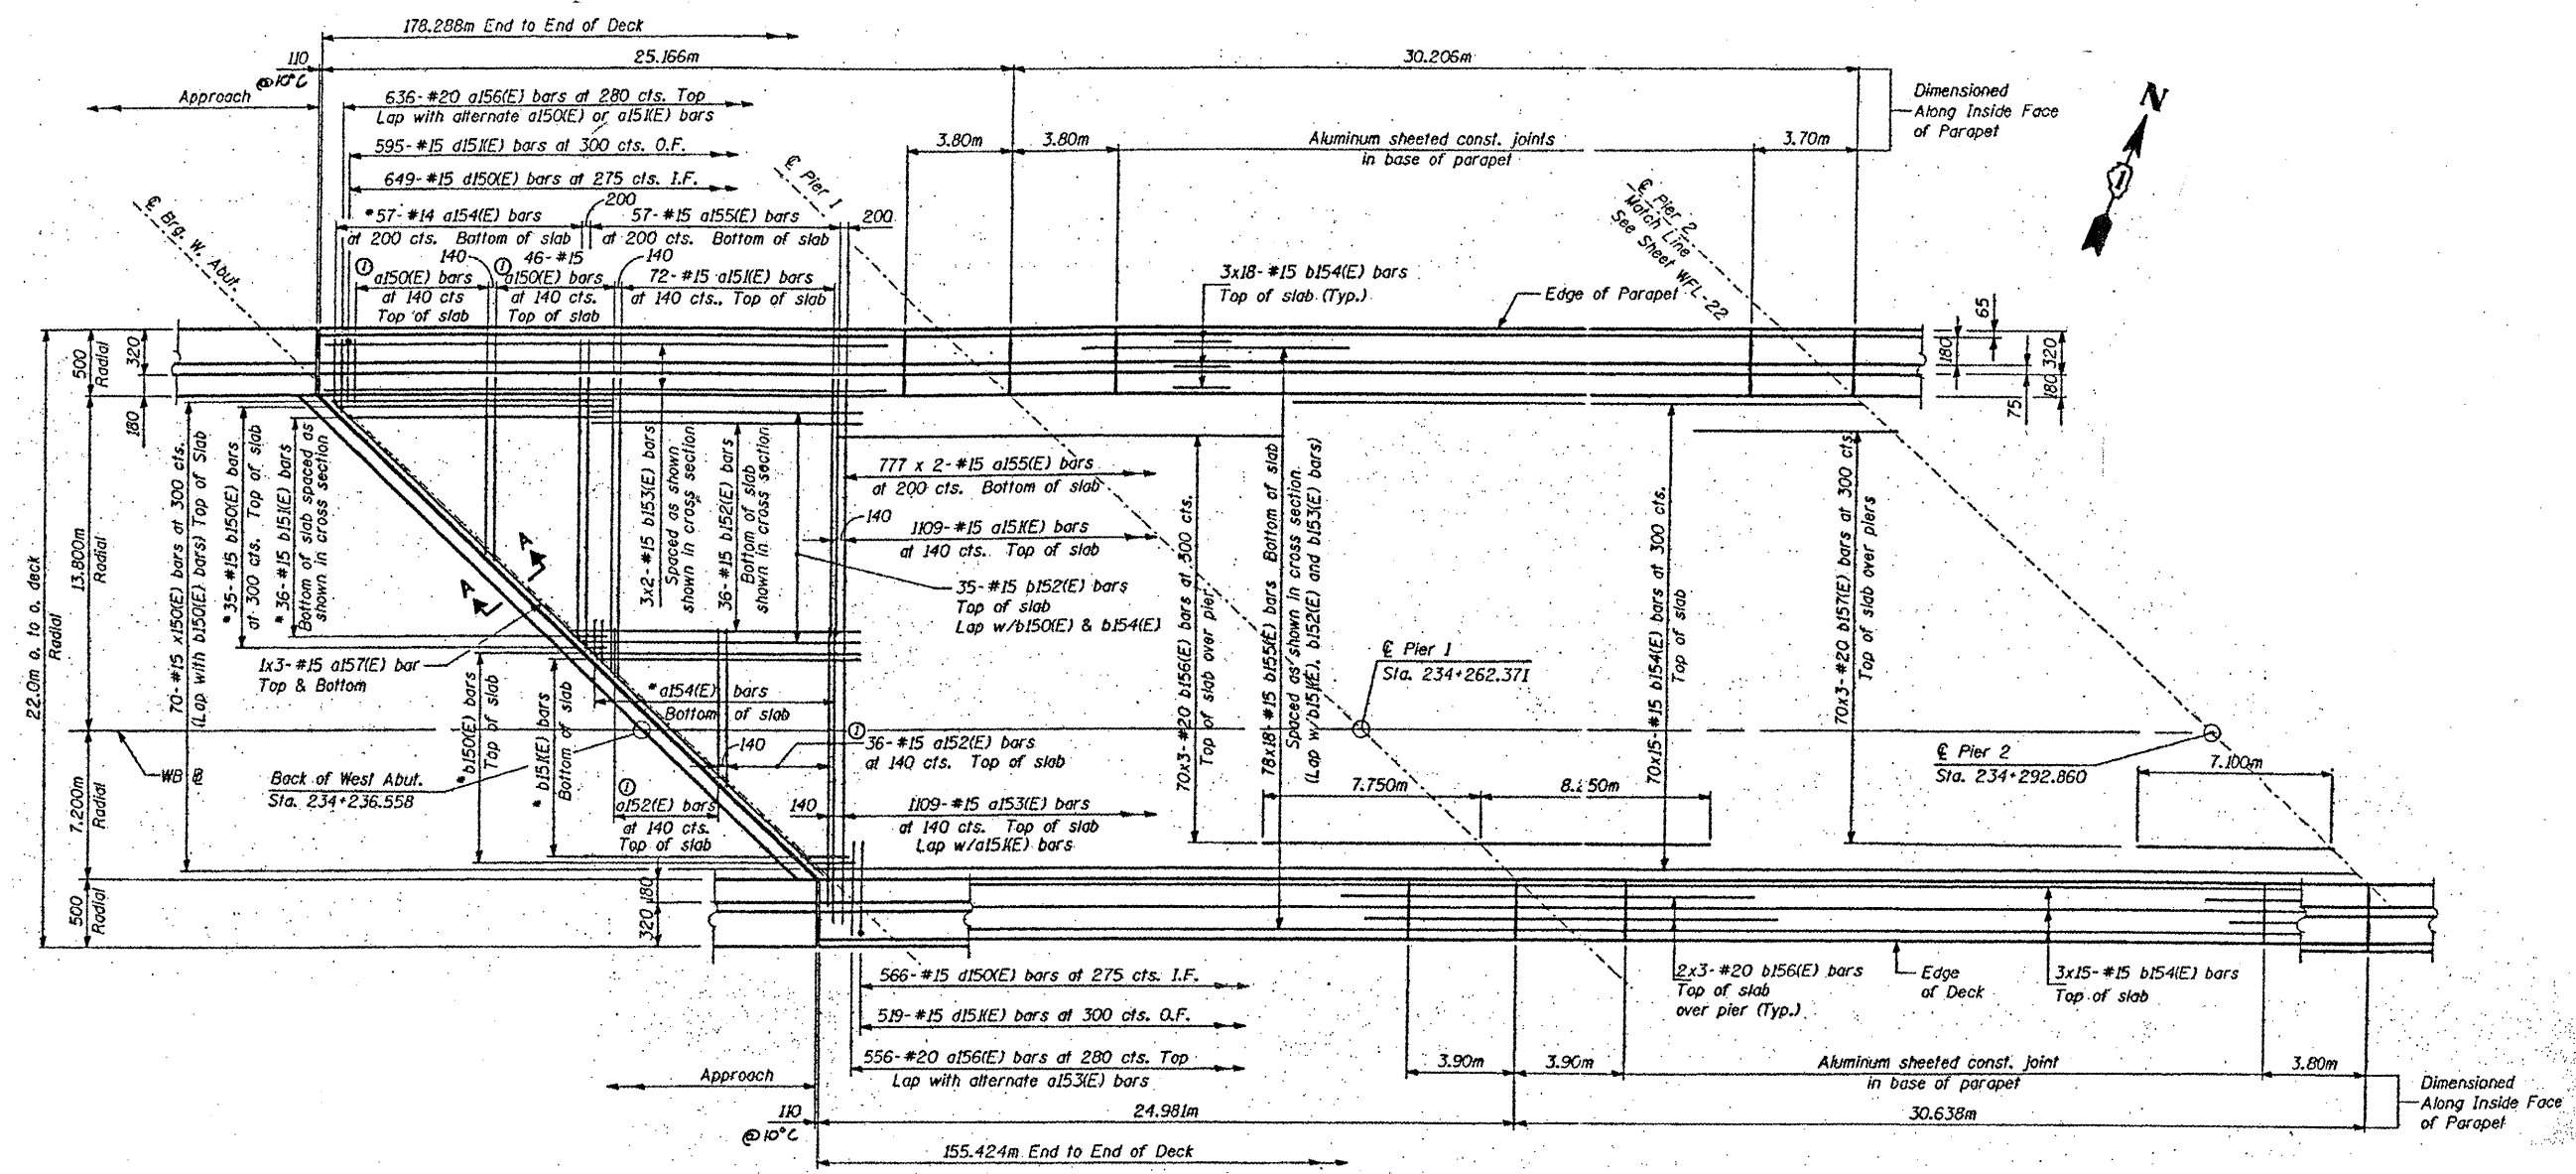 178.288m End to End of Deck
110
@10°C
25.166m
30.206m
Approach
636-#20 a156(E) bars at 280 cts. Top
Lap with alternate a150(E) or a151(E) bars
595-#15 d151(E) bars at 300 cts. O.F.
649-#15 d150(E) bars at 275 cts. I.F.
200
*57-#14 a154(E) bars
at 200 cts. Bottom of slab
57-#15 a155(E) bars
at 200 cts. Bottom of slab
200
140
1
a150(E) bars
at 140 cts
Top of slab
1
46-#15
a150(E) bars
at 140 cts.
Top of slab
140
72-#15 a151(E) bars
at 140 cts., Top of slab
℄ Brg. W. Abut.
℄ Pier 1
3.80m
3.80m
Aluminum sheeted const. joints
in base of parapet
3.70m
Dimensioned
Along Inside Face
of Parapet
N
1
℄ Pier 2
Match Line
See Sheet WFL-22
3x18-#15 b154(E) bars
Top of slab (Typ.)
Edge of Parapet
65
180
320
75
180
500
Radial
320
180
22.0m o. to o. deck
Radial
13.800m
Radial
7.200m
Radial
500
Radial
70-#15 x150(E) bars at 300 cts.
(Lap with b150(E) bars) Top of Slab
*35-#15 b150(E) bars
at 300 cts. Top of slab
*36-#15 b151(E) bars
Bottom of slab spaced as
shown in cross section
A
A
3x2-#15 b153(E) bars
Spaced as shown
shown in cross section
36-#15 b152(E) bars
Bottom of slab
shown in cross section
777 x 2-#15 a155(E) bars
at 200 cts. Bottom of slab
140
1109-#15 a151(E) bars
at 140 cts. Top of slab
35-#15 b152(E) bars
Top of slab
Lap w/b150(E) & b154(E)
70x3-#20 b156(E) bars at 300 cts.
Top of slab over pier
78x18-#15 b155(E) bars Bottom of slab
Spaced as shown in cross section
(Lap w/b151(E), b152(E) and b153(E) bars)
70x15-#15 b154(E) bars at 300 cts.
Top of slab
70x3-#20 b157(E) bars at 300 cts.
Top of slab over piers
1x3-#15 a157(E) bar
Top & Bottom
*b150(E) bars
Top of slab
* b151(E) bars
Bottom of slab
*a154(E) bars
Bottom of slab
1
36-#15 a152(E) bars
at 140 cts. Top of slab
140
℄ Pier 1
Sta. 234+262.371
℄ Pier 2
Sta. 234+292.860
7.100m
WB ℄
Back of West Abut.
Sta. 234+236.558
1
a152(E) bars
at 140 cts.
Top of slab
140
1109-#15 a153(E) bars
at 140 cts. Top of slab
Lap w/a151(E) bars
7.750m
8.250m
180
320
566-#15 d150(E) bars at 275 cts. I.F.
519-#15 d151(E) bars at 300 cts. O.F.
556-#20 a156(E) bars at 280 cts. Top
Lap with alternate a153(E) bars
2x3-#20 b156(E) bars
Top of slab
over pier (Typ.)
Edge
of Deck
3x15-#15 b154(E) bars
Top of slab
Approach
3.90m
3.90m
Aluminum sheeted const. joint
in base of parapet
3.80m
Dimensioned
Along Inside Face
of Parapet
110
@10°C
24.981m
30.638m
155.424m End to End of Deck